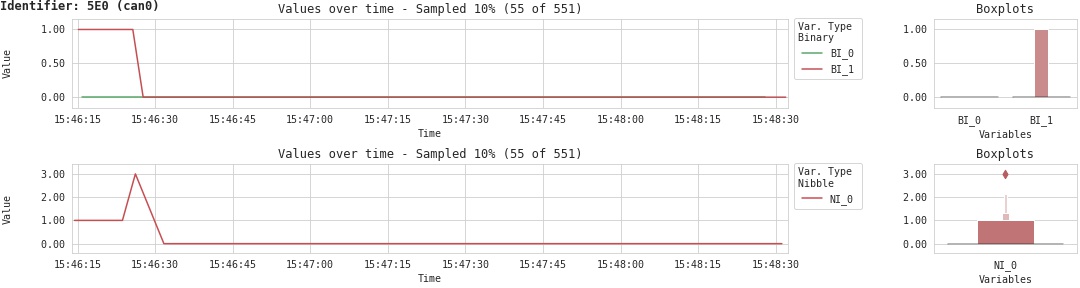 Identifier: 5E0 (can0)
Values over time - Sampled 10% (55 of 551)
Value
1.00
0.50
0.00
15:46:15 15:46:30 15:46:45 15:47:00 15:47:15 15:47:30 15:47:45 15:48:00 15:48:15 15:48:30
Time
Var. Type
Binary
BI_0
BI_1
Boxplots
1.00
0.50
0.00
BI_0 BI_1
Variables
Values over time - Sampled 10% (55 of 551)
Value
3.00
2.00
1.00
0.00
15:46:15 15:46:30 15:46:45 15:47:00 15:47:15 15:47:30 15:47:45 15:48:00 15:48:15 15:48:30
Time
Var. Type
Nibble
NI_0
Boxplots
3.00
2.00
1.00
0.00
NI_0
Variables